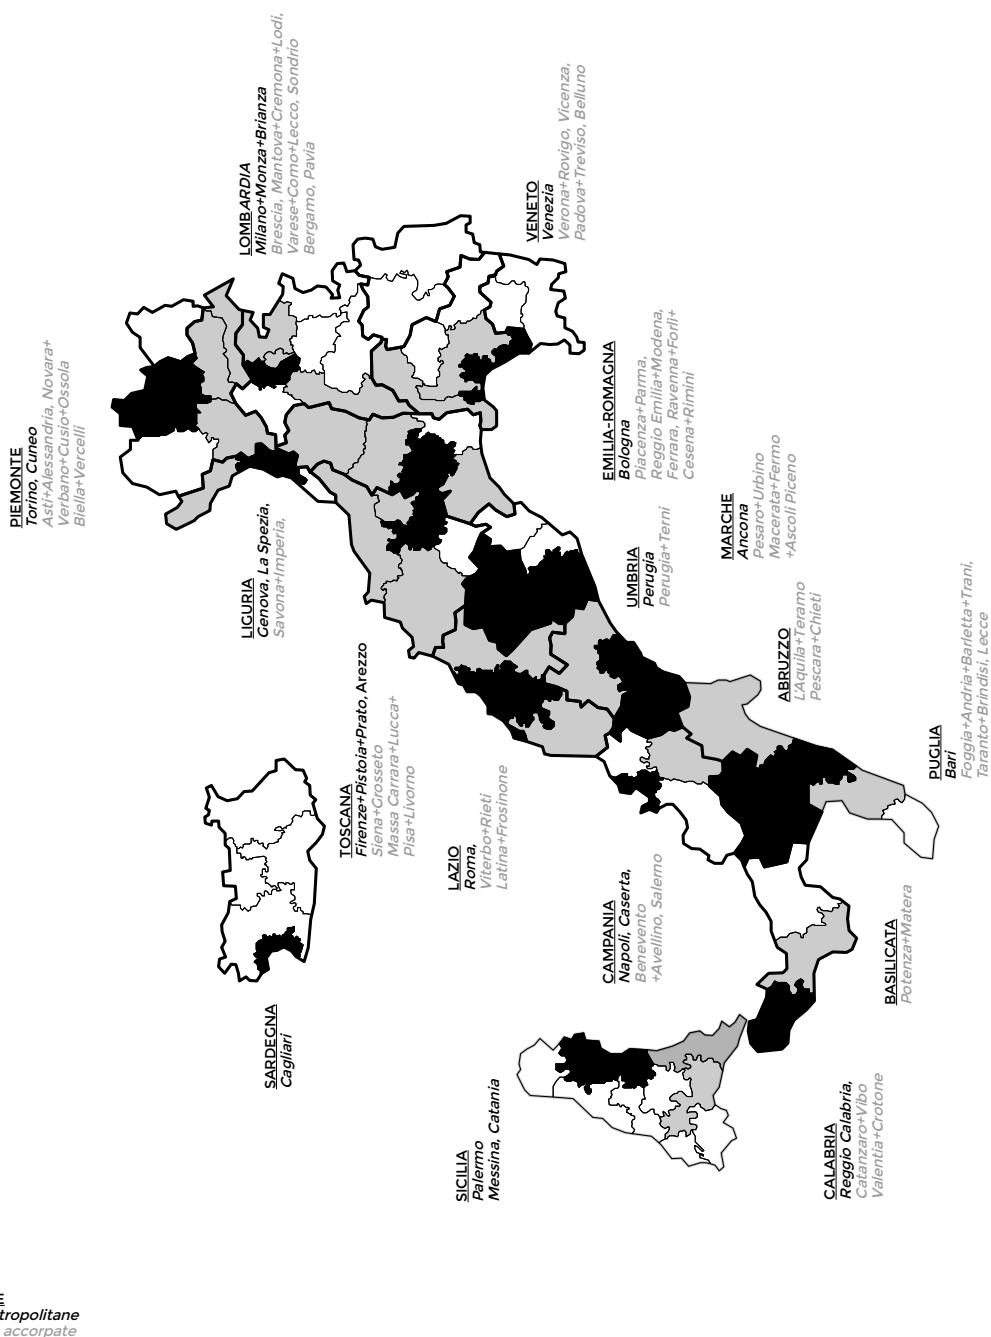 PIEMONTE
Torino, Cuneo
Asti+Alessandria, Novara+
Verbano+Cusio+Ossola
Biella+Vercelli
LOMBARDIA
Milano+Monza+Brianza
Brescia, Mantova+Cremona+Lodi,
Varese+Como+Lecco, Sondrio
Bergamo, Pavia
VENETO
Venezia
Verona+Rovigo, Vicenza,
Padova+Treviso, Belluno
LIGURIA
Genova, La Spezia,
Savona+Imperia,
EMILIA-ROMAGNA
Bologna
Piacenza+Parma,
Reggio Emilia+Modena,
Ferrara, Ravenna+Forlì+
Cesena+Rimini
TOSCANA
Firenze+Pistoia+Prato, Arezzo
Siena+Grosseto
Massa Carrara+Lucca+
Pisa+Livorno
UMBRIA
Perugia
Perugia+Terni
MARCHE
Ancona
Pesaro+Urbino
Macerata+Fermo
+Ascoli Piceno
LAZIO
Roma,
Viterbo+Rieti
Latina+Frosinone
ABRUZZO
L'Aquila+Teramo
Pescara+Chieti
CAMPANIA
Napoli, Caserta,
Benevento
+Avellino, Salerno
PUGLIA
Bari
Foggia+Andria+Barletta+Trani,
Taranto+Brindisi, Lecce
BASILICATA
Potenza+Matera
SARDEGNA
Cagliari
SICILIA
Palermo
Messina, Catania
CALABRIA
Reggio Calabria,
Catanzaro+Vibo
Valentia+Crotone
E
tropolitane
accorpate